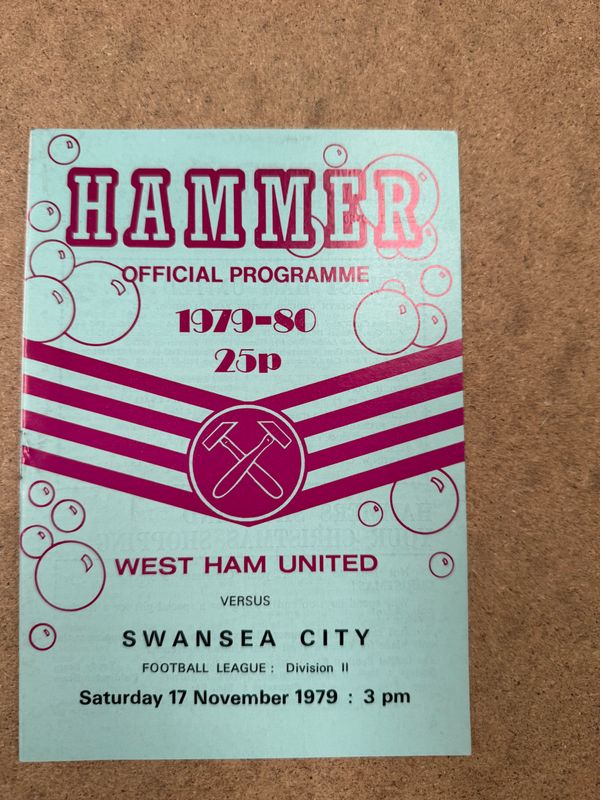 HAMMER
OFFICIAL PROGRAMME
1979-80
25p
WEST HAM UNITED
VERSUS
SWANSEA CITY
FOOTBALL LEAGUE : Division II
Saturday 17 November 1979 : 3 pm